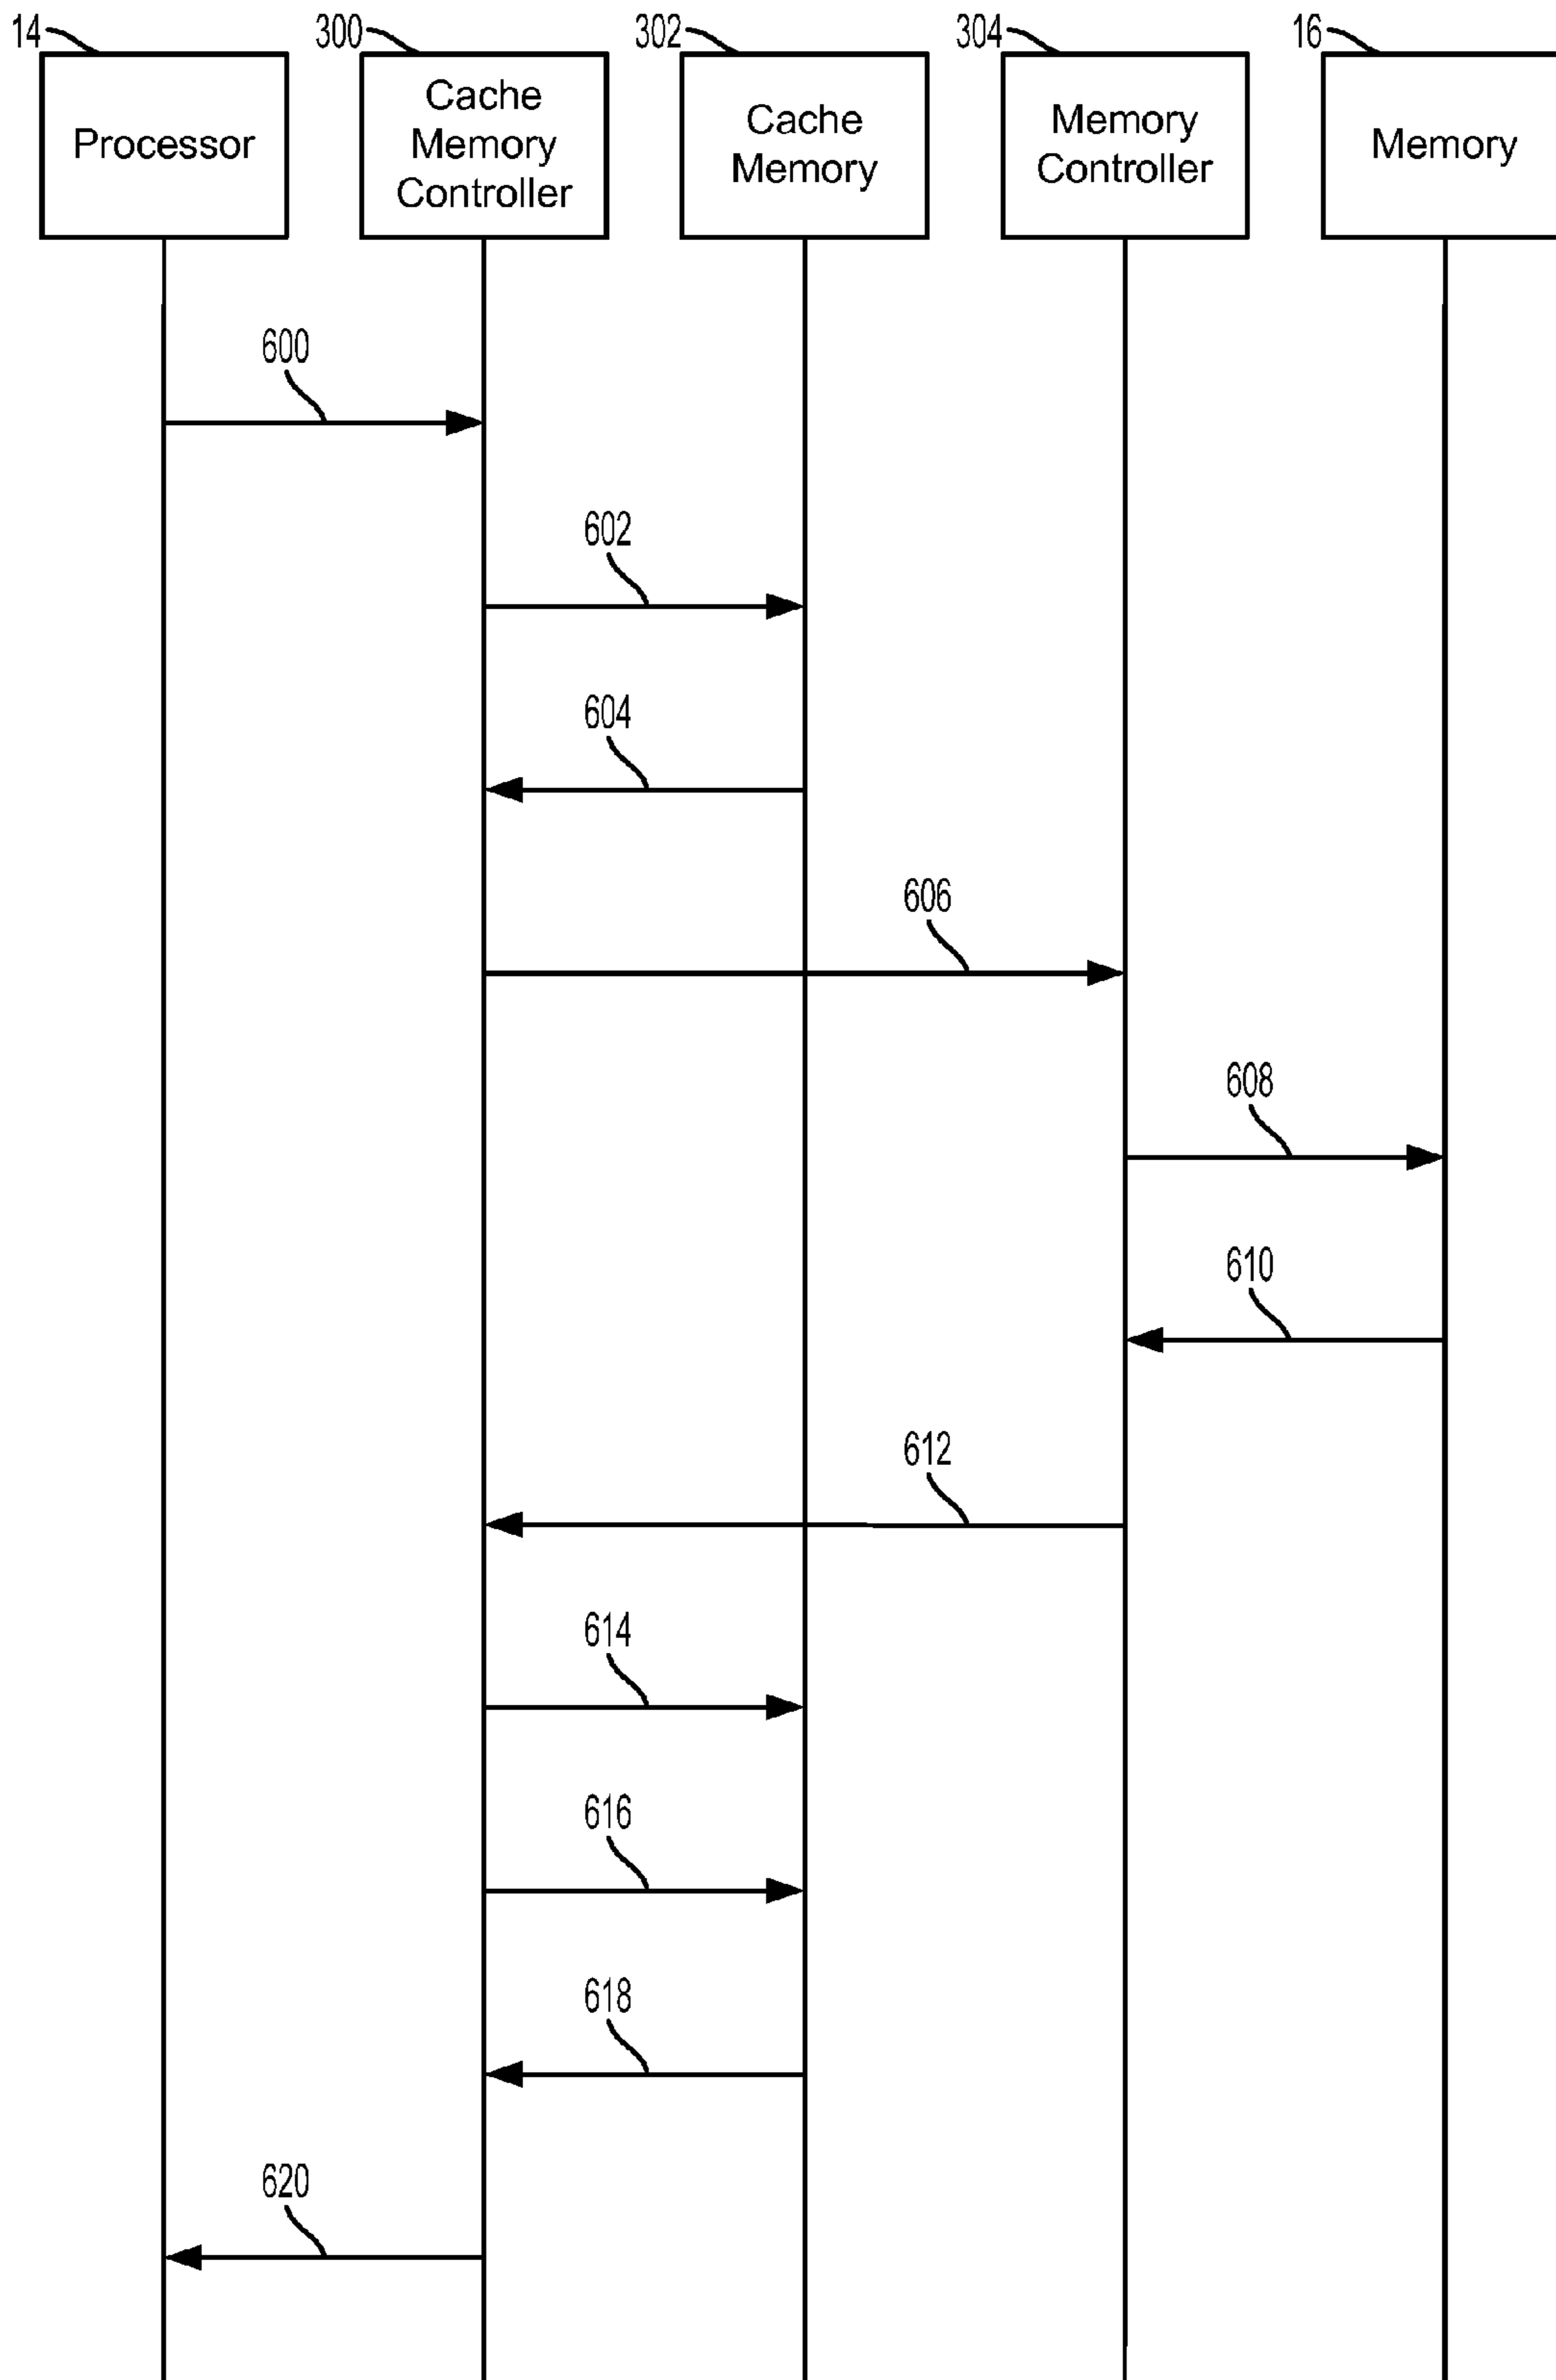 14
300
302
304
16
Processor
Cache
Memory
Controller
Cache
Memory
Memory
Controller
Memory
600
602
604
606
608
610
612
614
616
618
620